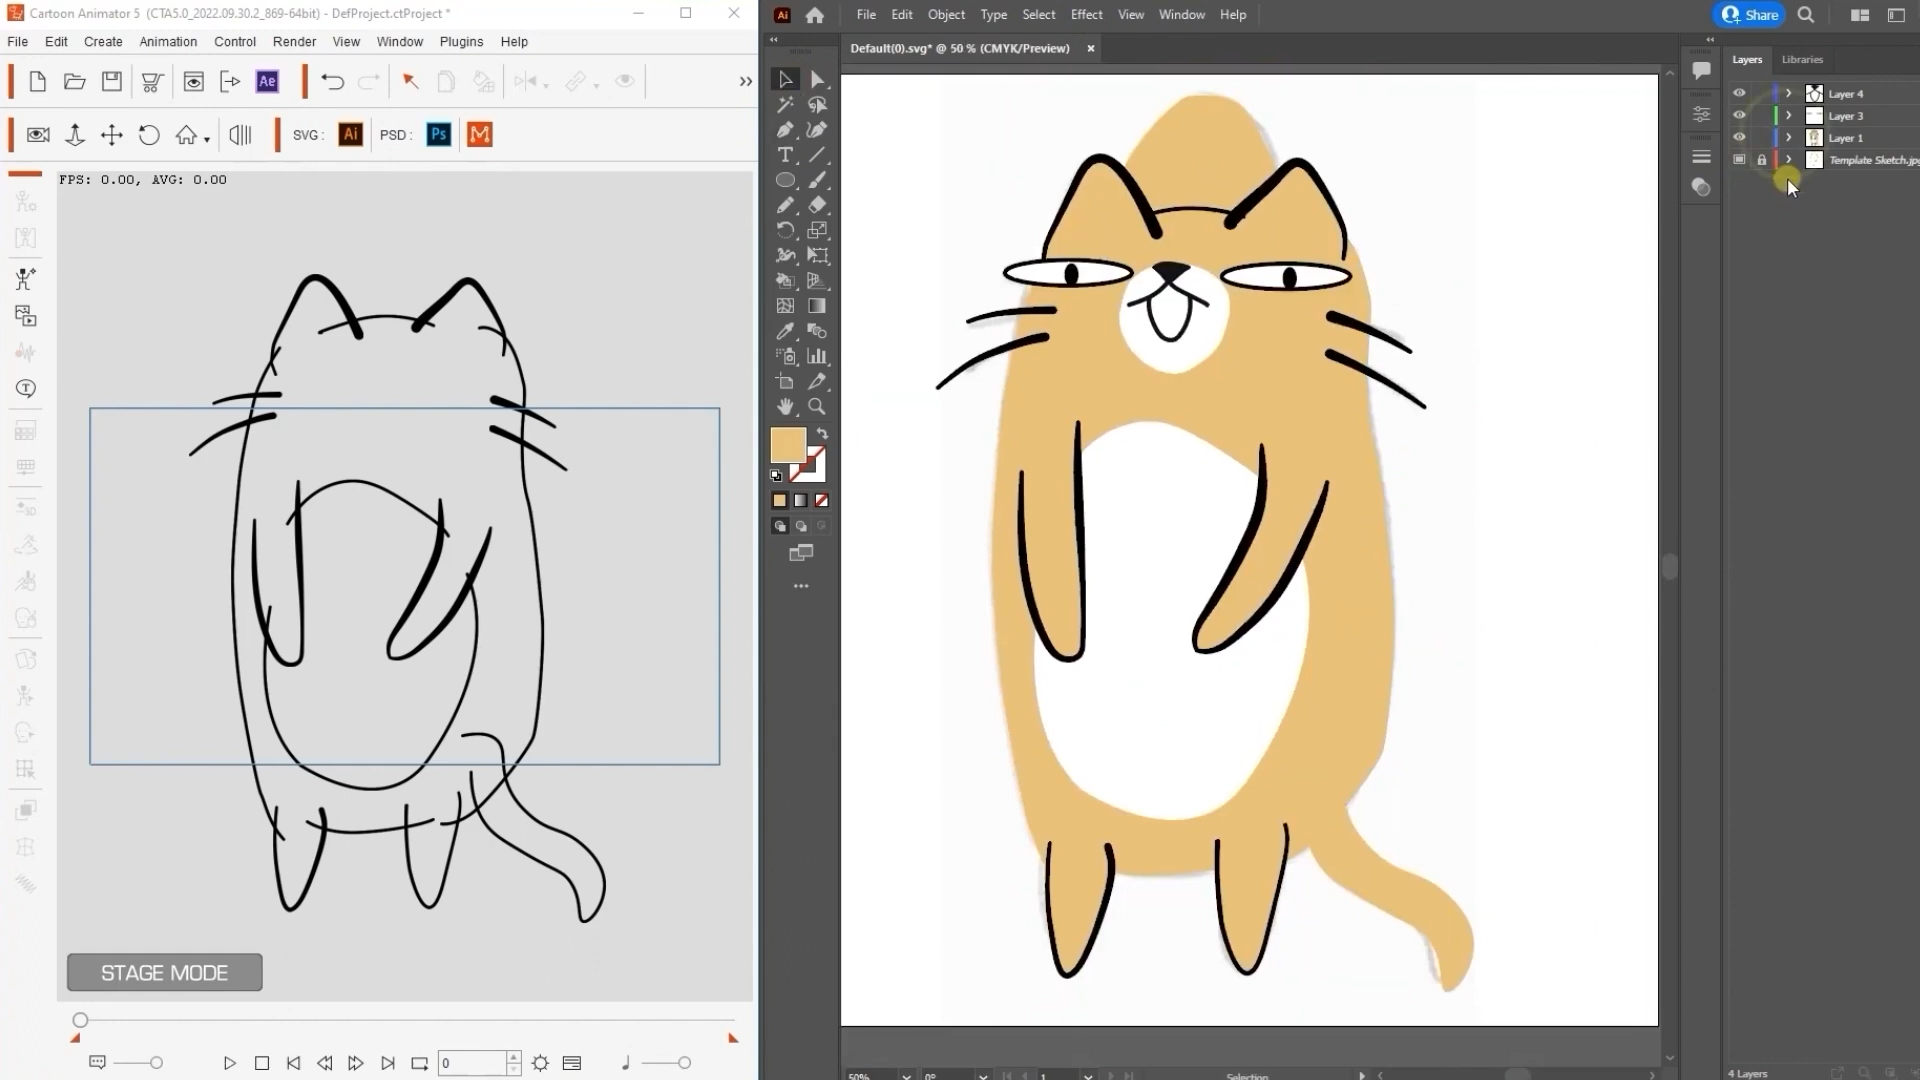 Cartoon Animator 5 (CTA5.0_2022.09.30.2_869-64bit) - DefProject.ctProject *
File Edit Create Animation Control Render View Window Plugins Help
Ae
SVG : Ai PSD : Ps
FPS: 0.00, AVG: 0.00
STAGE MODE
0
Ai File Edit Object Type Select Effect View Window Help
Share
Default(0).svg* @ 50 % (CMYK/Preview)
Layers Libraries
Layer 4
Layer 3
Layer 1
Template Sketch.jpg
50% 0° 1 Selection
4 Layers